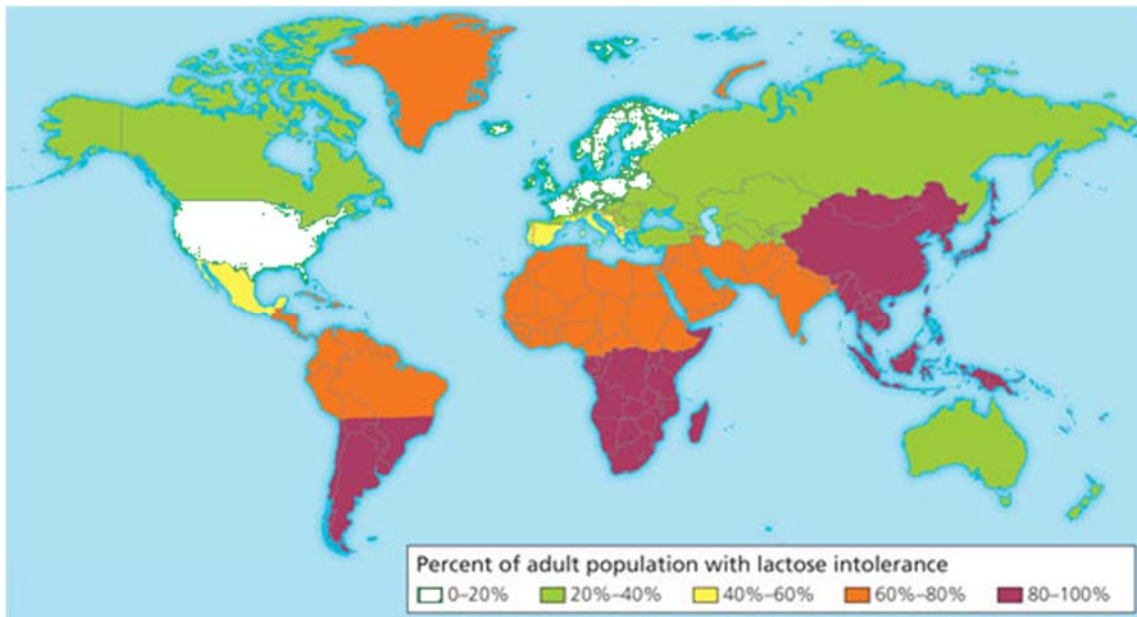 Percent of adult population with lactose intolerance
0–20% 20%–40% 40%–60% 60%–80% 80–100%